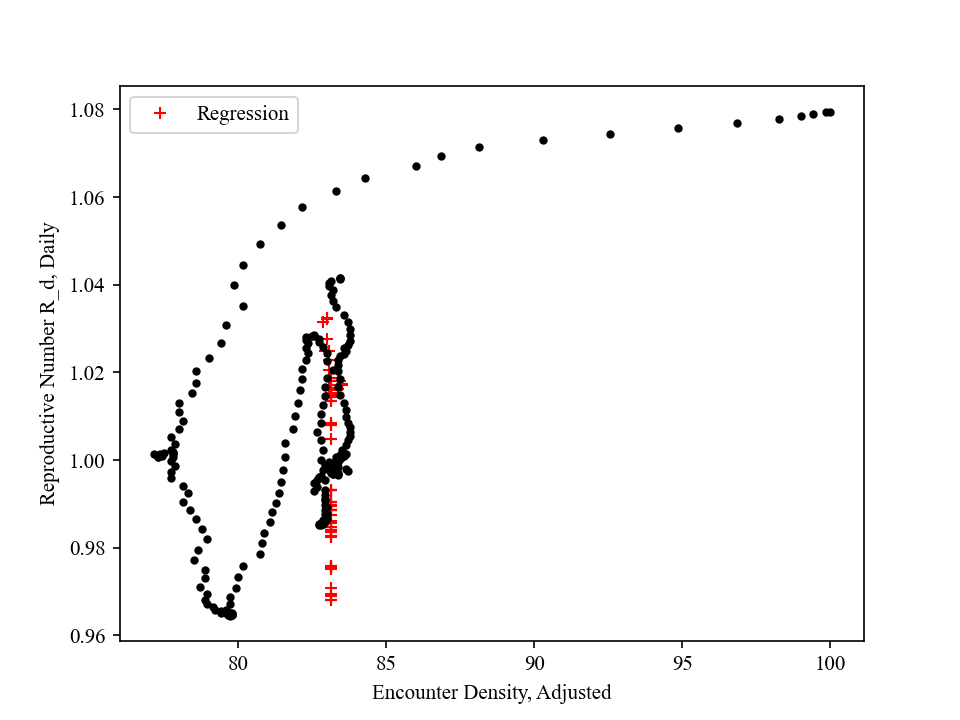 Regression
1.08
1.06
1.04
1.02
1.00
0.98
0.96
Reproductive Number R_d, Daily
80 85 90 95 100
Encounter Density, Adjusted